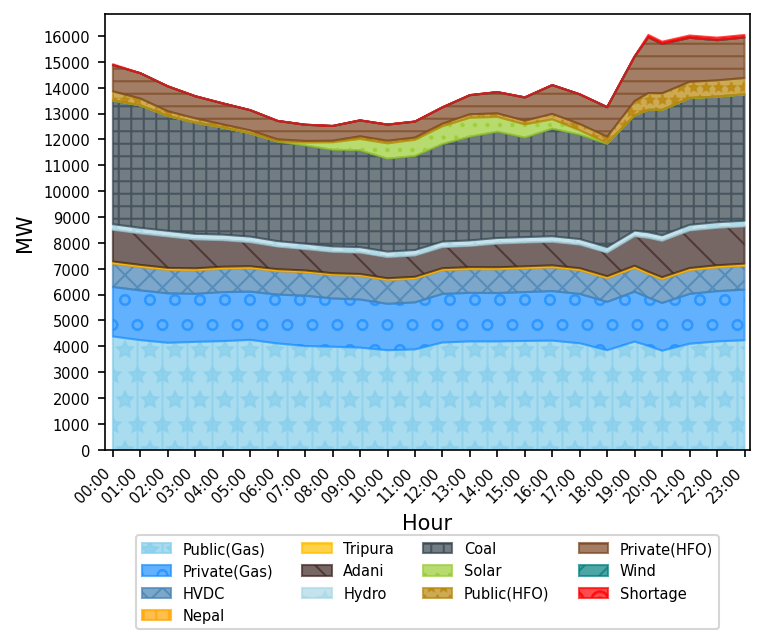 16000
15000
14000
13000
12000
11000
10000
9000
8000
7000
6000
5000
4000
3000
2000
1000
0
MW
00:00 01:00 02:00 03:00 04:00 05:00 06:00 07:00 08:00 09:00 10:00 11:00 12:00 13:00 14:00 15:00 16:00 17:00 18:00 19:00 20:00 21:00 22:00 23:00
Hour
Public(Gas) Tripura Coal Private(HFO)
Private(Gas) Adani Solar Wind
HVDC Hydro Public(HFO) Shortage
Nepal